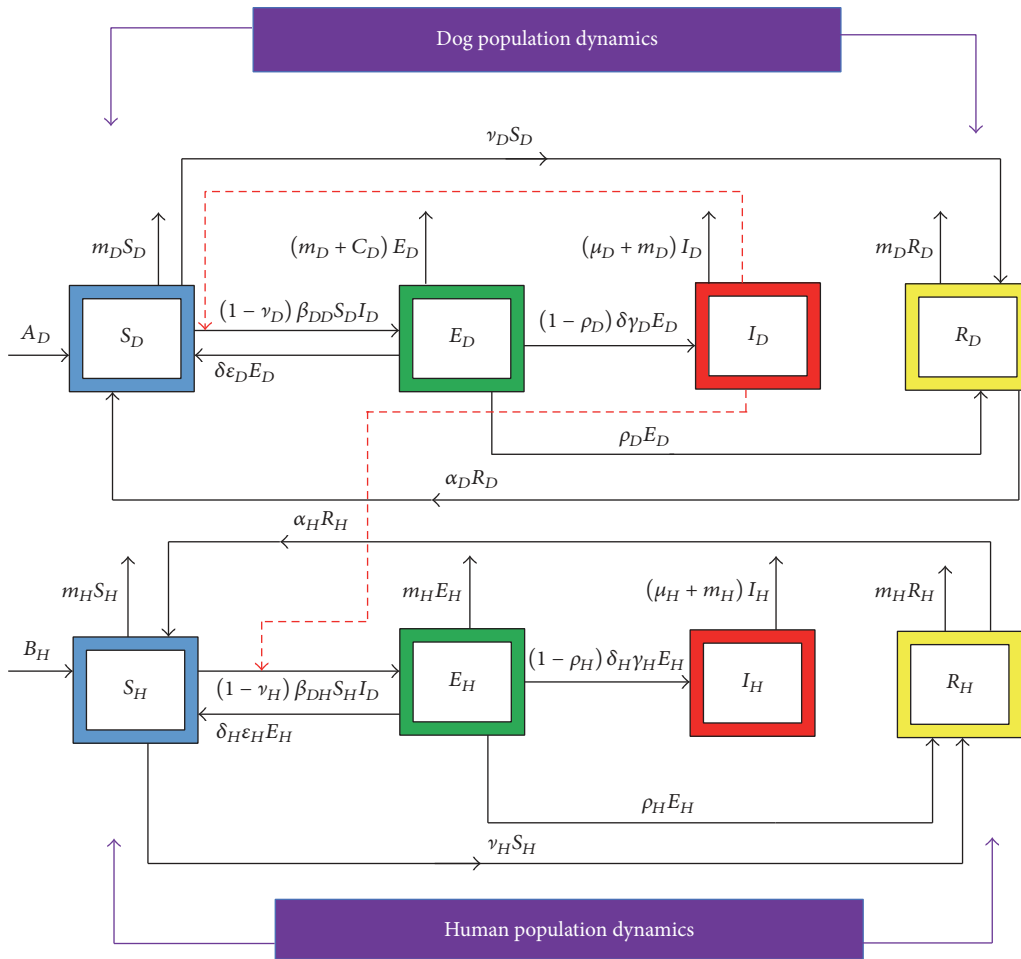 Dog population dynamics
ν_D S_D
m_D S_D
(m_D + C_D) E_D
(μ_D + m_D) I_D
m_D R_D
A_D
S_D
(1 − ν_D) β_DD S_D I_D
δε_D E_D
E_D
(1 − ρ_D) δγ_D E_D
I_D
R_D
ρ_D E_D
α_D R_D
α_H R_H
m_H S_H
m_H E_H
(μ_H + m_H) I_H
m_H R_H
B_H
S_H
(1 − ν_H) β_DH S_H I_D
δ_H ε_H E_H
E_H
(1 − ρ_H) δ_H γ_H E_H
I_H
R_H
ρ_H E_H
ν_H S_H
Human population dynamics